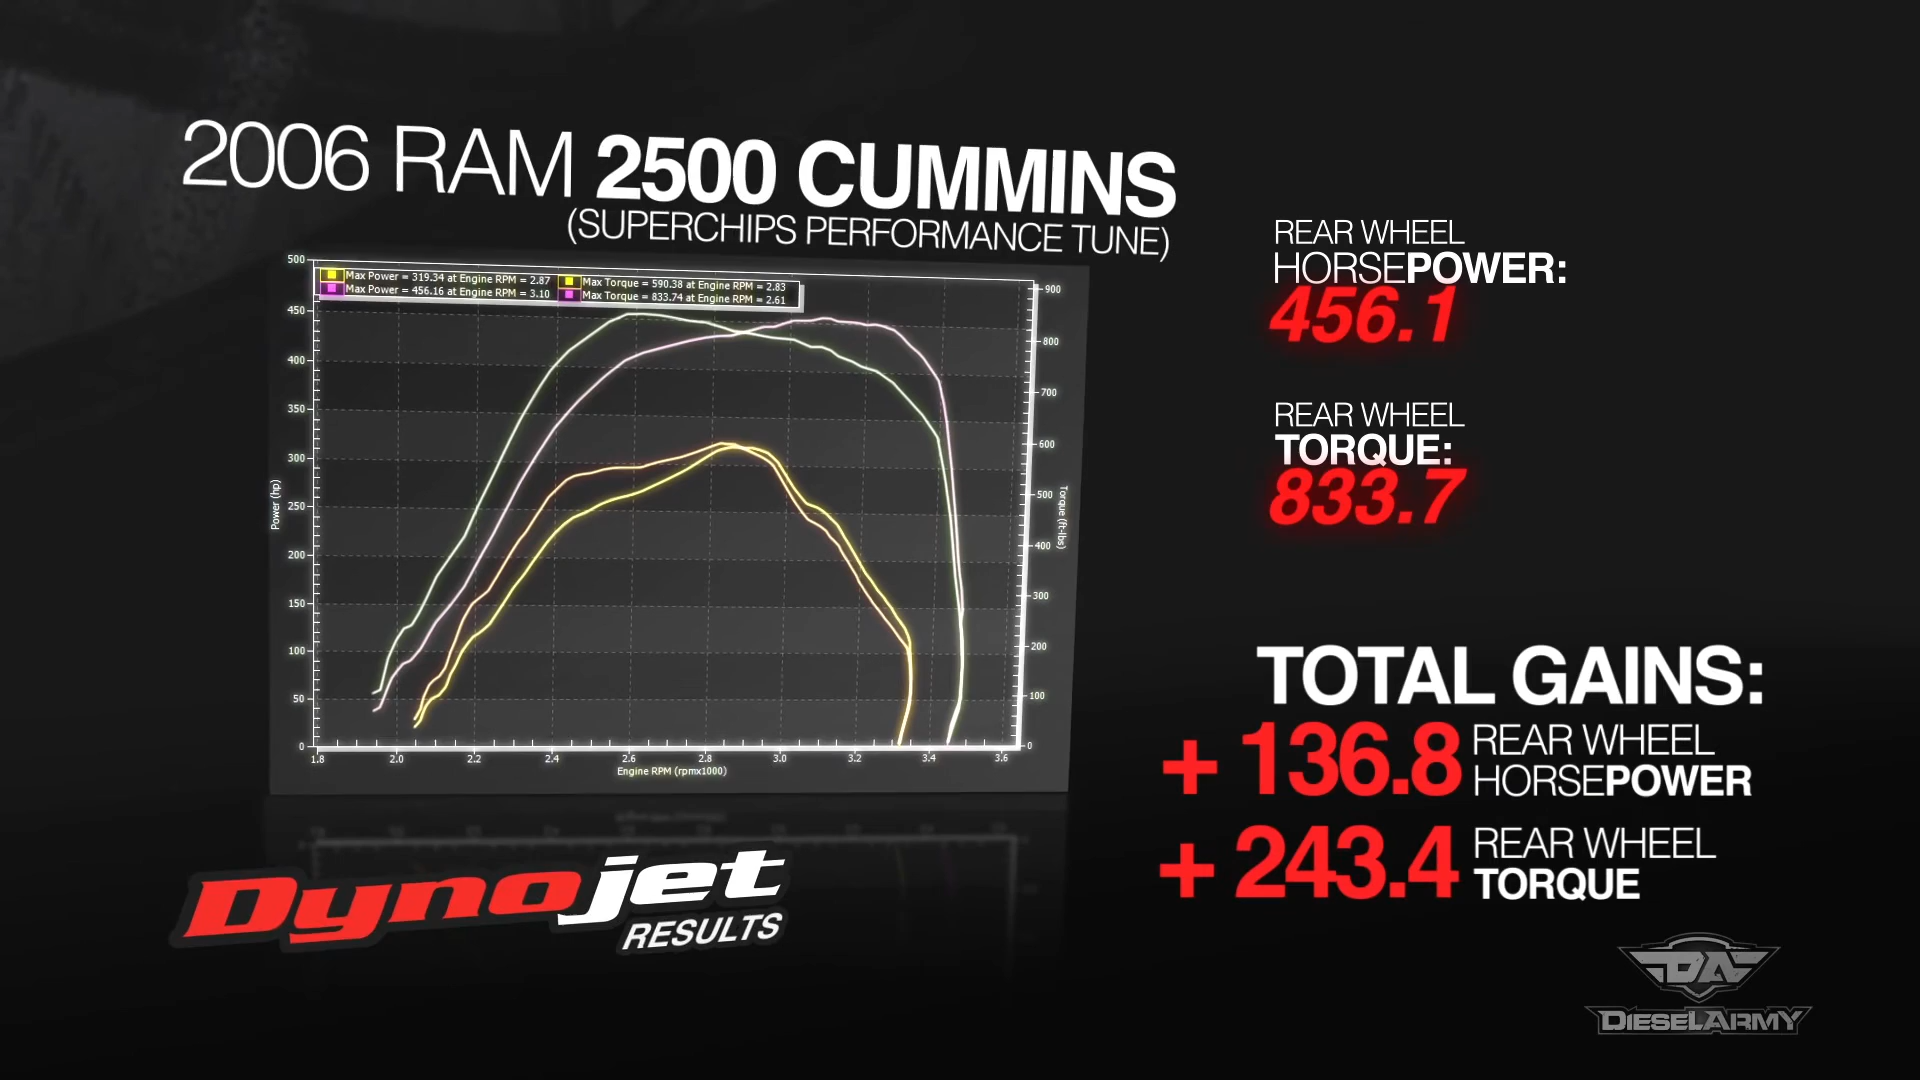 2006 RAM 2500 CUMMINS
(SUPERCHIPS PERFORMANCE TUNE)
Max Power = 319.34 at Engine RPM = 2.87
Max Torque = 590.38 at Engine RPM = 2.83
Max Power = 456.16 at Engine RPM = 3.10
Max Torque = 833.74 at Engine RPM = 2.61
500
450
400
350
300
250
200
150
100
50
0
Power (hp)
900
800
700
600
500
400
300
200
100
0
Torque (ft-lbs)
1.8 2.0 2.2 2.4 2.6 2.8 3.0 3.2 3.4 3.6
Engine RPM (rpmx1000)
Dynojet
RESULTS
REAR WHEEL
HORSEPOWER:
456.1
REAR WHEEL
TORQUE:
833.7
TOTAL GAINS:
+ 136.8 REAR WHEEL
HORSEPOWER
+ 243.4 REAR WHEEL
TORQUE
DA
DIESELARMY